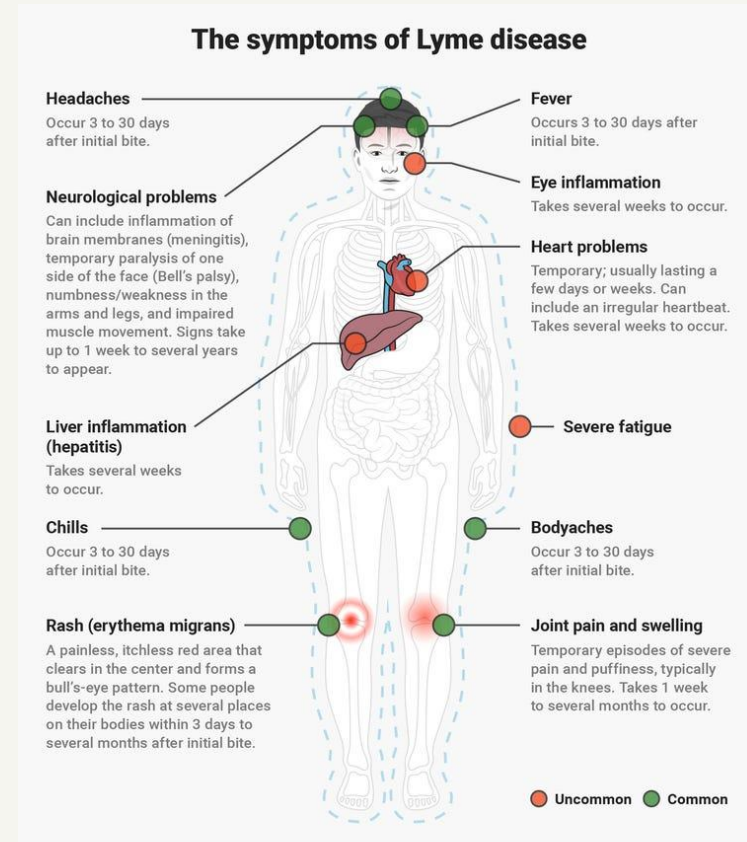 The symptoms of Lyme disease
Headaches
Occur 3 to 30 days
after initial bite.
Neurological problems
Can include inflammation of
brain membranes (meningitis),
temporary paralysis of one
side of the face (Bell's palsy),
numbness/weakness in the
arms and legs, and impaired
muscle movement. Signs take
up to 1 week to several years
to appear.
Liver inflammation
(hepatitis)
Takes several weeks
to occur.
Chills
Occur 3 to 30 days
after initial bite.
Rash (erythema migrans)
A painless, itchless red area that
clears in the center and forms a
bull's-eye pattern. Some people
develop the rash at several places
on their bodies within 3 days to
several months after initial bite.
Fever
Occurs 3 to 30 days after
initial bite.
Eye inflammation
Takes several weeks to occur.
Heart problems
Temporary; usually lasting a
few days or weeks. Can
include an irregular heartbeat.
Takes several weeks to occur.
Severe fatigue
Bodyaches
Occur 3 to 30 days
after initial bite.
Joint pain and swelling
Temporary episodes of severe
pain and puffiness, typically
in the knees. Takes 1 week
to several months to occur.
Uncommon Common